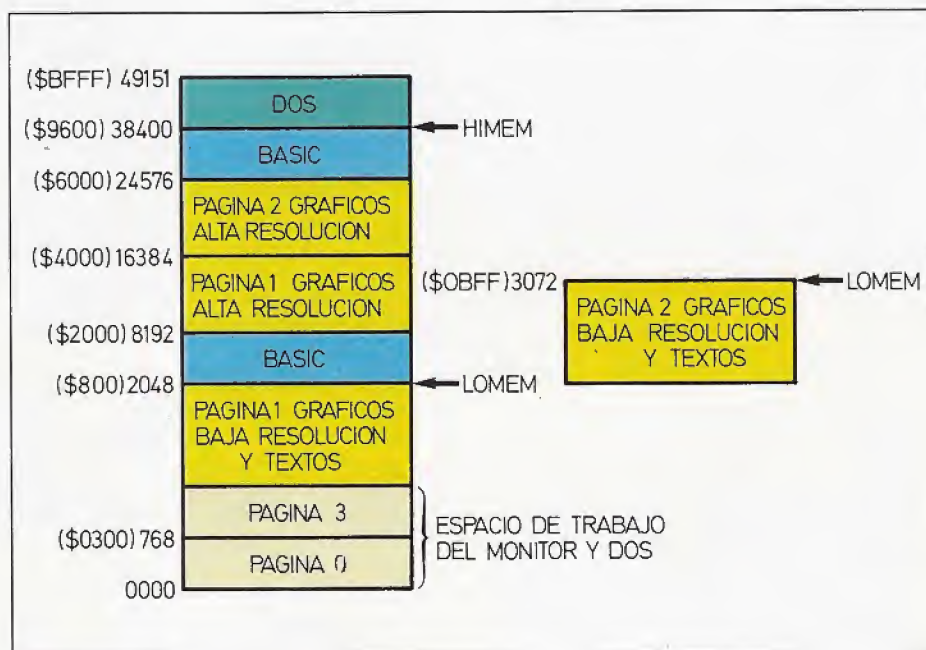 ($BFFF) 49151
DOS
($9600) 38400
HIMEM
BASIC
($6000) 24576
PAGINA 2 GRAFICOS
ALTA RESOLUCION
($4000) 16384
PAGINA 1 GRAFICOS
ALTA RESOLUCION
($2000) 8192
BASIC
($800) 2048
LOMEM
PAGINA 1 GRAFICOS
BAJA RESOLUCION
Y TEXTOS
PAGINA 3
($0300) 768
PAGINA 0
0000
ESPACIO DE TRABAJO
DEL MONITOR Y DOS
($0BFF) 3072
LOMEM
PAGINA 2 GRAFICOS
BAJA RESOLUCION
Y TEXTOS